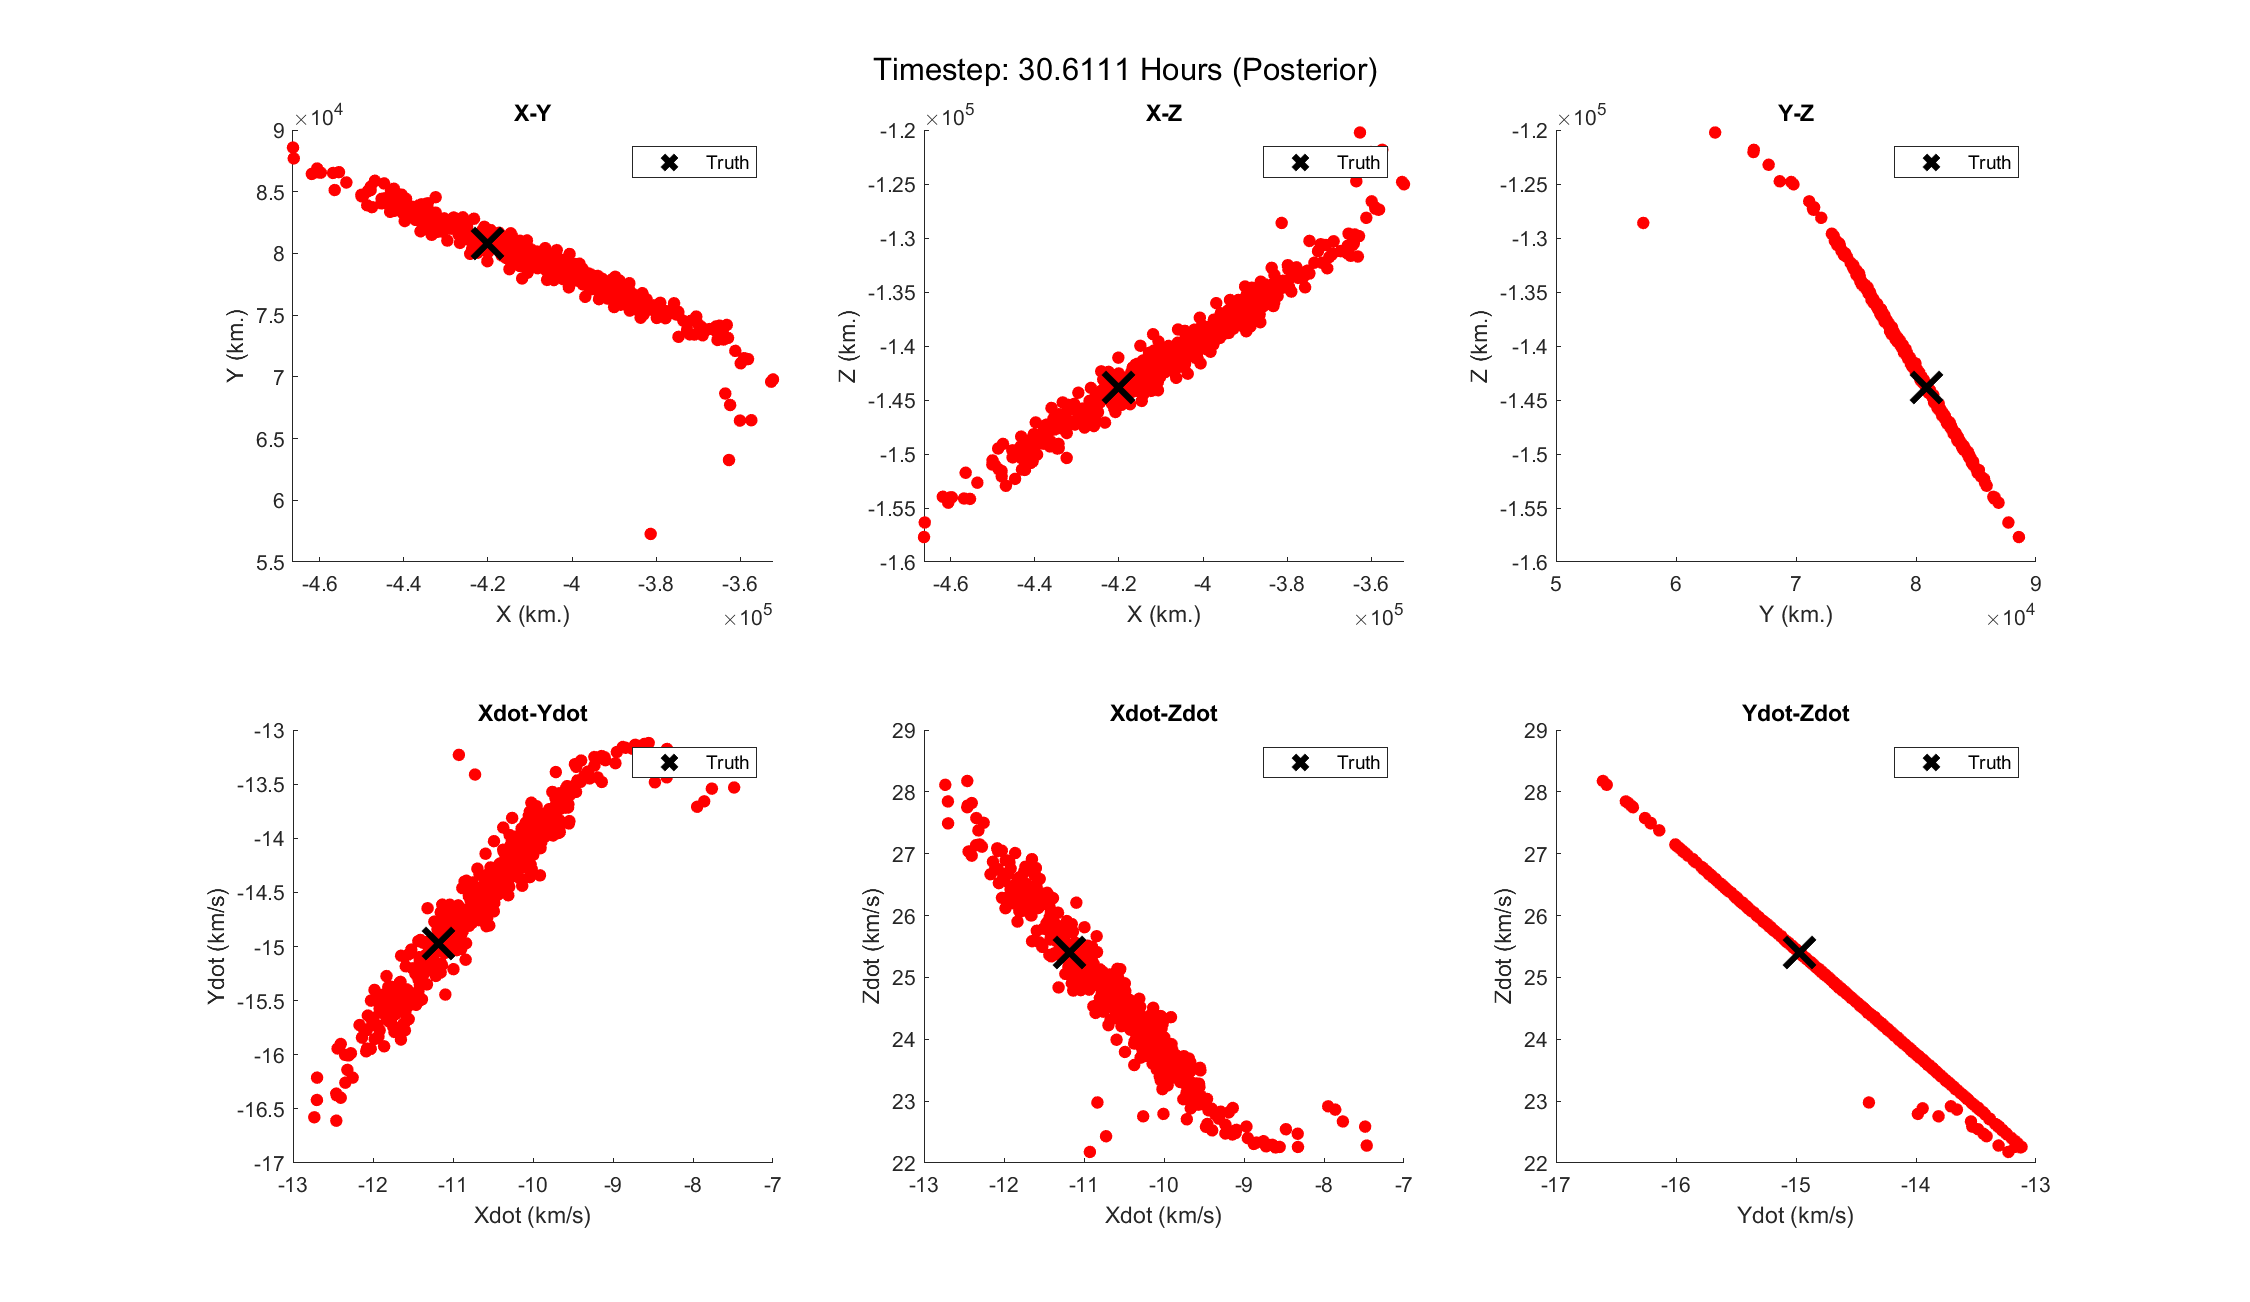 Timestep: 30.6111 Hours (Posterior)
X-Y
×10^4
9
8.5
8
7.5
7
6.5
6
5.5
Y (km.)
-4.6 -4.4 -4.2 -4 -3.8 -3.6
X (km.)
×10^5
Truth
X-Z
×10^5
-1.2
-1.25
-1.3
-1.35
-1.4
-1.45
-1.5
-1.55
-1.6
Z (km.)
-4.6 -4.4 -4.2 -4 -3.8 -3.6
X (km.)
×10^5
Truth
Y-Z
×10^5
-1.2
-1.25
-1.3
-1.35
-1.4
-1.45
-1.5
-1.55
-1.6
Z (km.)
5 6 7 8 9
Y (km.)
×10^4
Truth
Xdot-Ydot
-13
-13.5
-14
-14.5
-15
-15.5
-16
-16.5
-17
Ydot (km/s)
-13 -12 -11 -10 -9 -8 -7
Xdot (km/s)
Truth
Xdot-Zdot
29
28
27
26
25
24
23
22
Zdot (km/s)
-13 -12 -11 -10 -9 -8 -7
Xdot (km/s)
Truth
Ydot-Zdot
29
28
27
26
25
24
23
22
Zdot (km/s)
-17 -16 -15 -14 -13
Ydot (km/s)
Truth